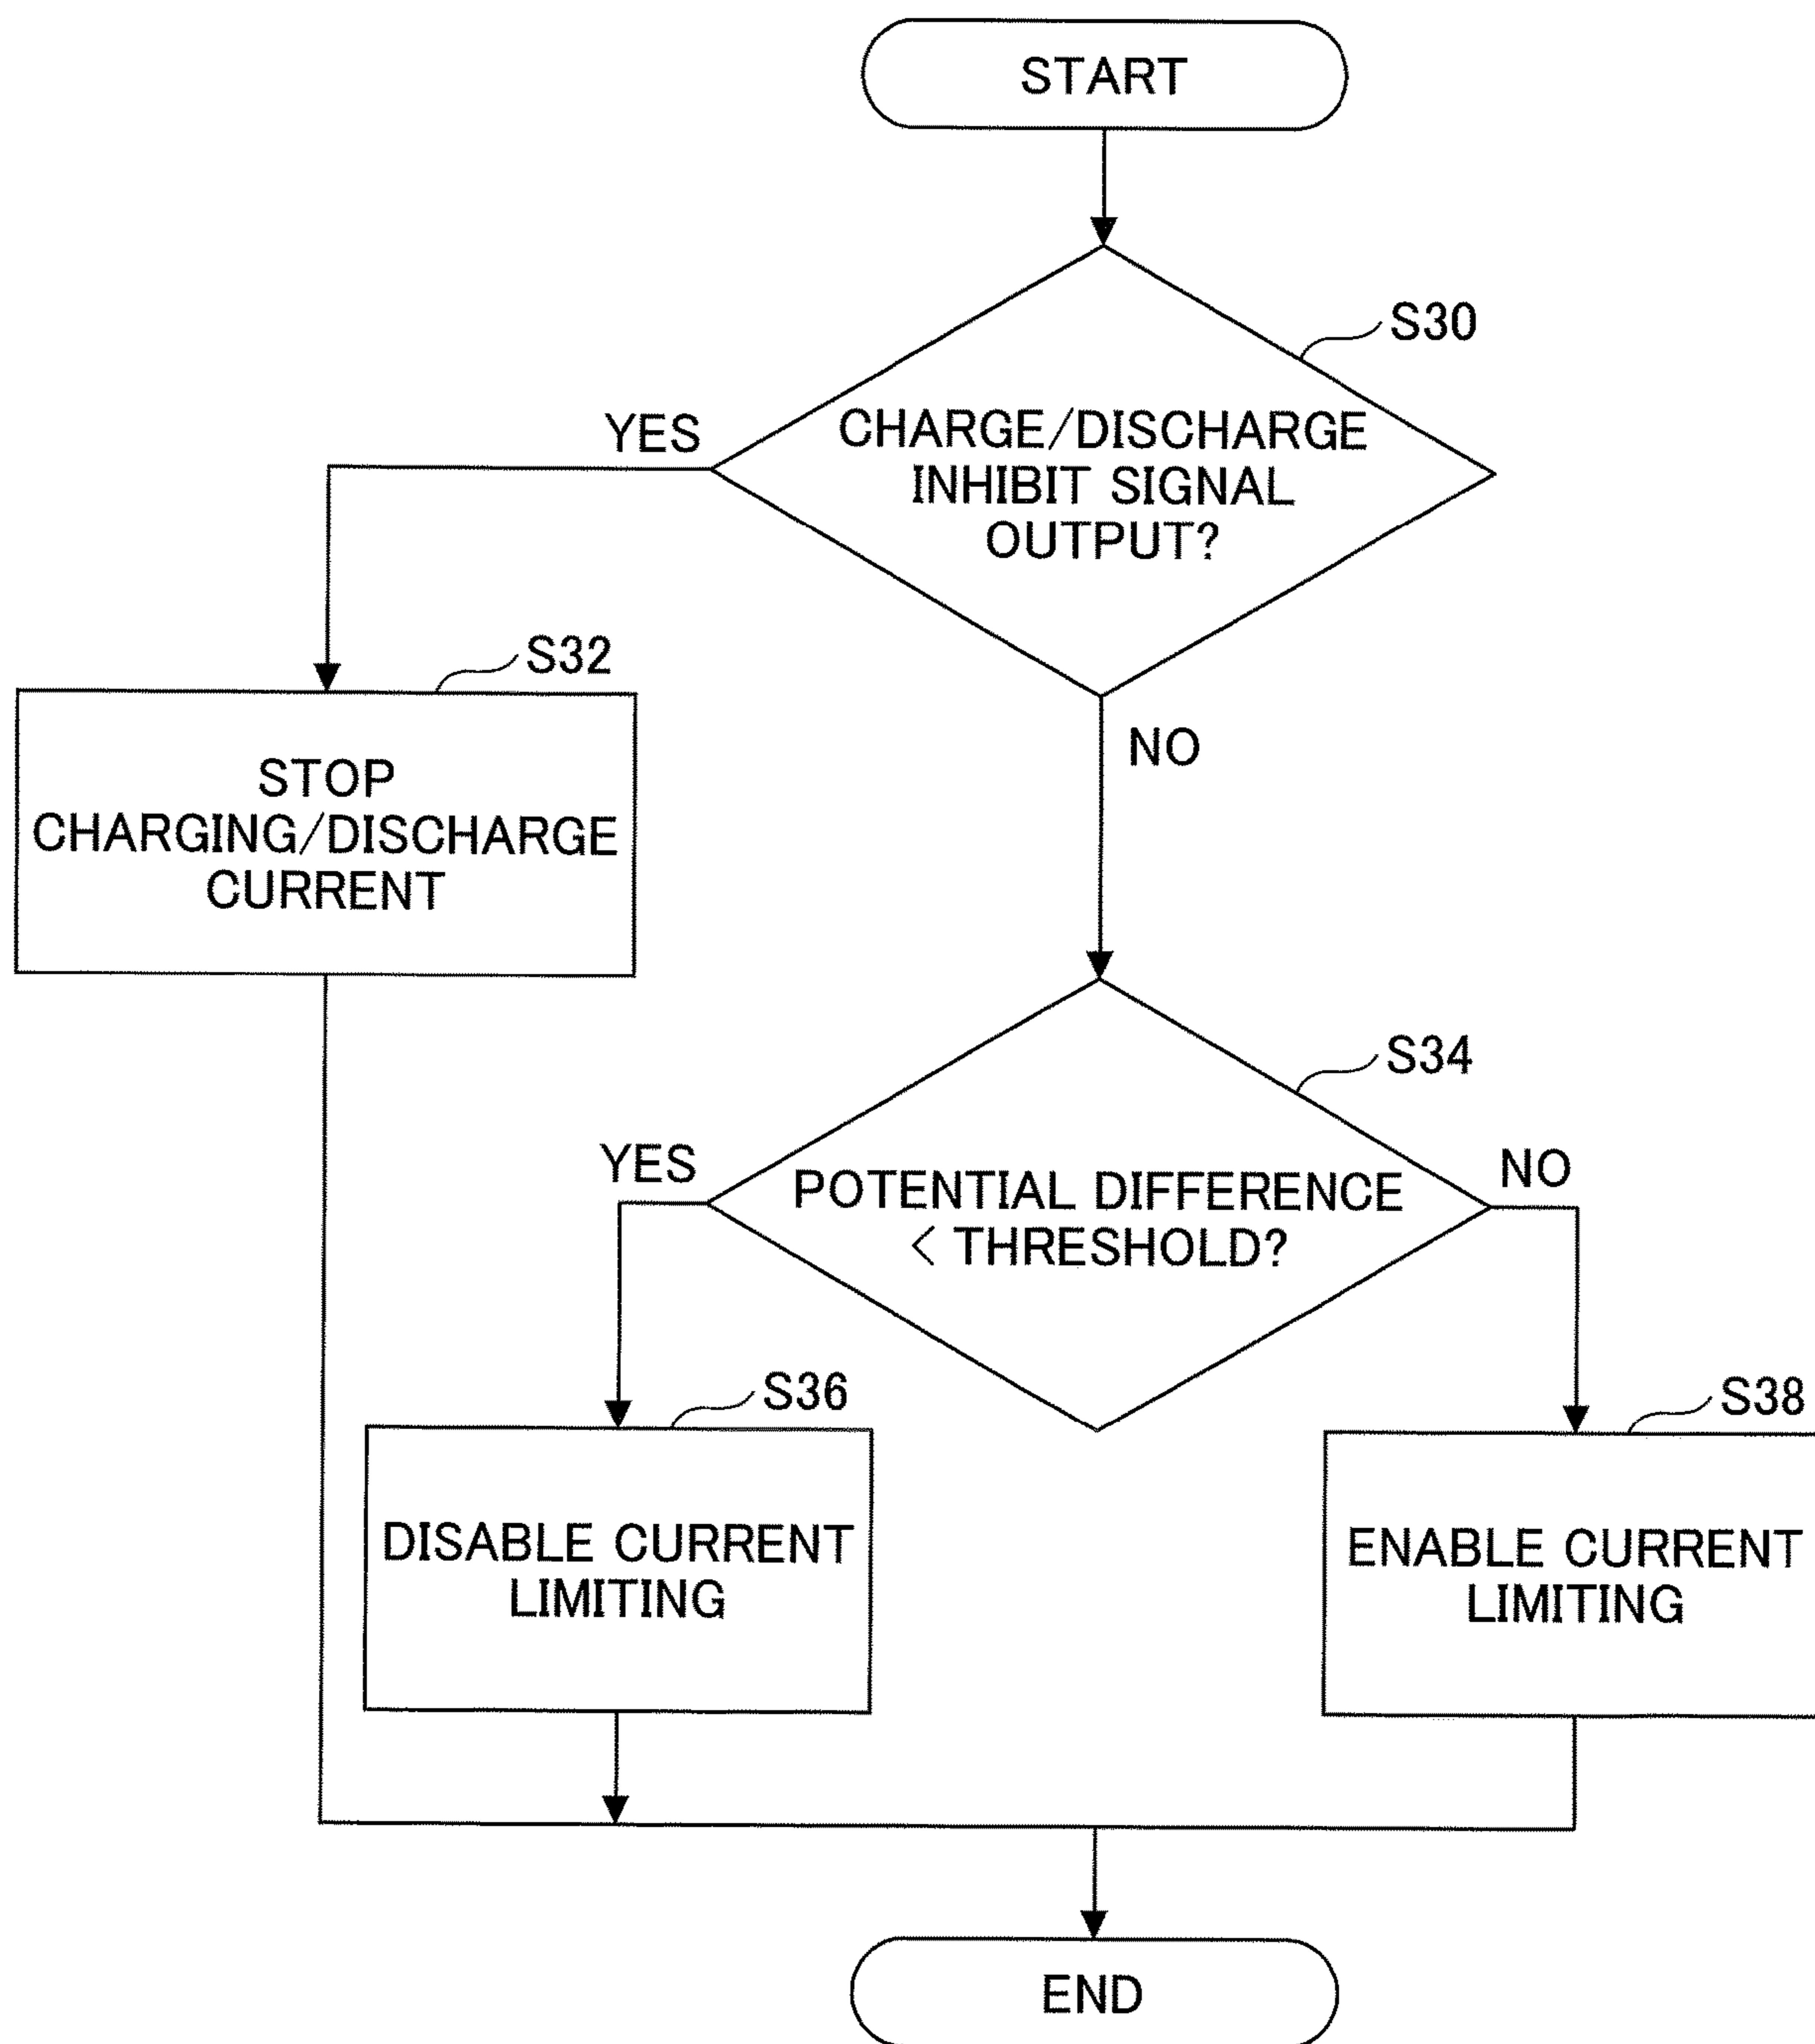 START
S30
YES
CHARGE/DISCHARGE
INHIBIT SIGNAL
OUTPUT?
S32
NO
STOP
CHARGING/DISCHARGE
CURRENT
S34
YES
NO
POTENTIAL DIFFERENCE
< THRESHOLD?
S36
S38
DISABLE CURRENT
LIMITING
ENABLE CURRENT
LIMITING
END